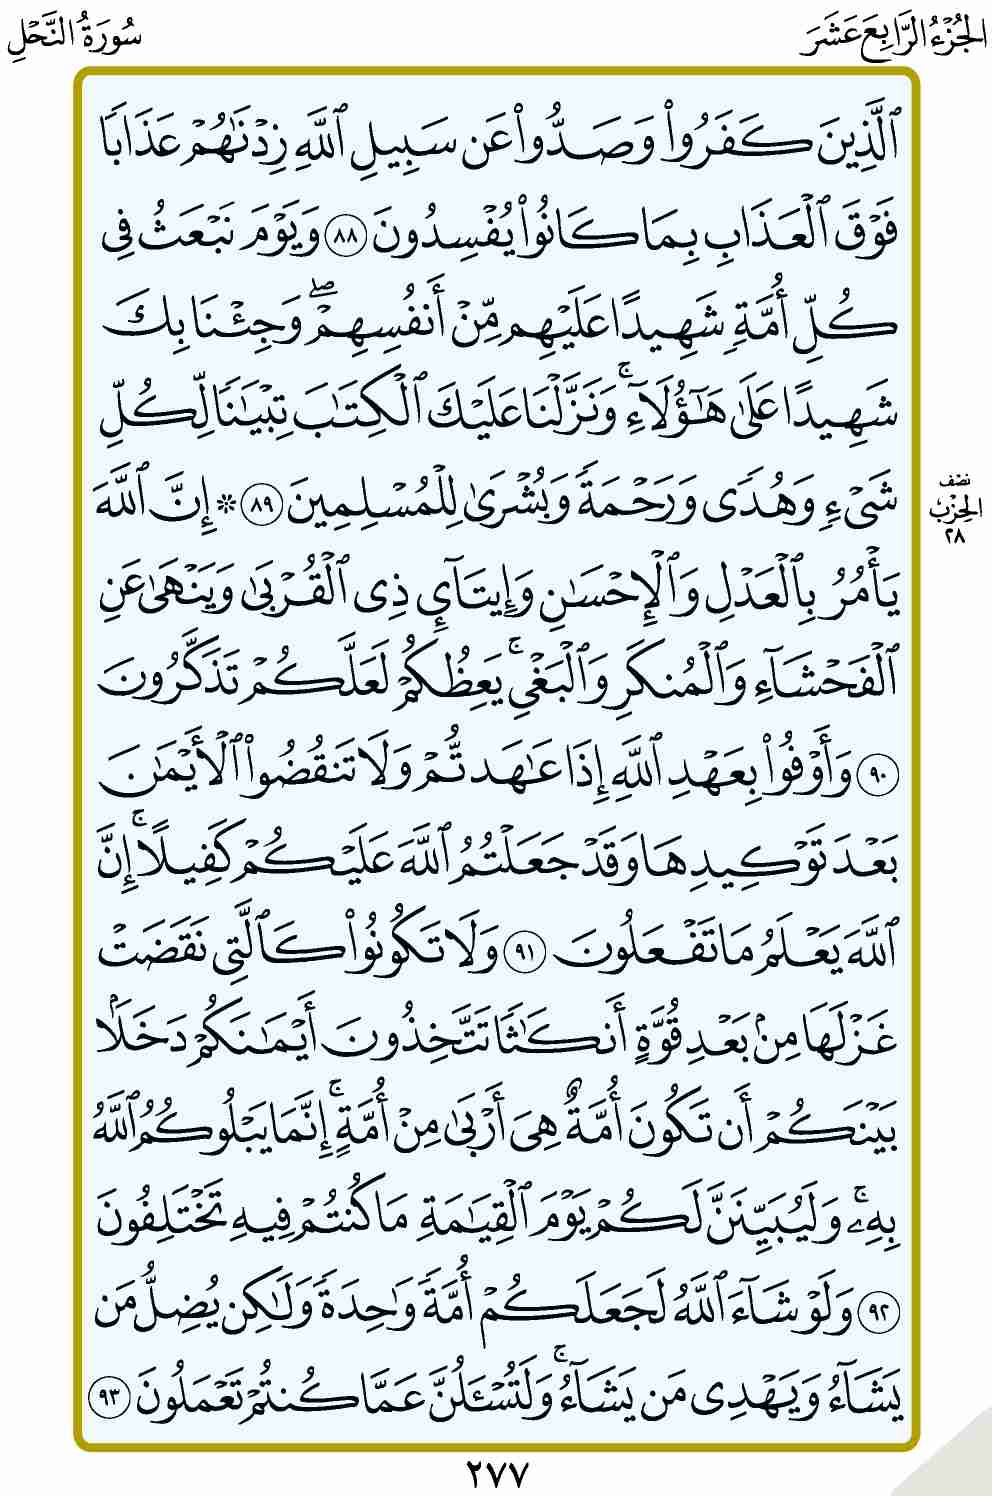 الجُزْءُ الرَّابِعَ عَشَرَ
سُورَةُ النَّحْلِ
ٱلَّذِينَ كَفَرُوا۟ وَصَدُّوا۟ عَن سَبِيلِ ٱللَّهِ زِدْنَٰهُمْ عَذَابًا
فَوْقَ ٱلْعَذَابِ بِمَا كَانُوا۟ يُفْسِدُونَ ٨٨ وَيَوْمَ نَبْعَثُ فِى
كُلِّ أُمَّةٍ شَهِيدًا عَلَيْهِم مِّنْ أَنفُسِهِمْ ۖ وَجِئْنَا بِكَ
شَهِيدًا عَلَىٰ هَٰٓؤُلَآءِ ۚ وَنَزَّلْنَا عَلَيْكَ ٱلْكِتَٰبَ تِبْيَٰنًا لِّكُلِّ
شَىْءٍ وَهُدًى وَرَحْمَةً وَبُشْرَىٰ لِلْمُسْلِمِينَ ٨٩ ۞ إِنَّ ٱللَّهَ
نصف
الحزب
٢٨
يَأْمُرُ بِٱلْعَدْلِ وَٱلْإِحْسَٰنِ وَإِيتَآئِ ذِى ٱلْقُرْبَىٰ وَيَنْهَىٰ عَنِ
ٱلْفَحْشَآءِ وَٱلْمُنكَرِ وَٱلْبَغْىِ ۚ يَعِظُكُمْ لَعَلَّكُمْ تَذَكَّرُونَ
٩٠ وَأَوْفُوا۟ بِعَهْدِ ٱللَّهِ إِذَا عَٰهَدتُّمْ وَلَا تَنقُضُوا۟ ٱلْأَيْمَٰنَ
بَعْدَ تَوْكِيدِهَا وَقَدْ جَعَلْتُمُ ٱللَّهَ عَلَيْكُمْ كَفِيلًا ۚ إِنَّ
ٱللَّهَ يَعْلَمُ مَا تَفْعَلُونَ ٩١ وَلَا تَكُونُوا۟ كَٱلَّتِى نَقَضَتْ
غَزْلَهَا مِنۢ بَعْدِ قُوَّةٍ أَنكَٰثًا تَتَّخِذُونَ أَيْمَٰنَكُمْ دَخَلًۢا
بَيْنَكُمْ أَن تَكُونَ أُمَّةٌ هِىَ أَرْبَىٰ مِنْ أُمَّةٍ ۚ إِنَّمَا يَبْلُوكُمُ ٱللَّهُ
بِهِۦ ۚ وَلَيُبَيِّنَنَّ لَكُمْ يَوْمَ ٱلْقِيَٰمَةِ مَا كُنتُمْ فِيهِ تَخْتَلِفُونَ
٩٢ وَلَوْ شَآءَ ٱللَّهُ لَجَعَلَكُمْ أُمَّةً وَٰحِدَةً وَلَٰكِن يُضِلُّ مَن
يَشَآءُ وَيَهْدِى مَن يَشَآءُ ۚ وَلَتُسْـَٔلُنَّ عَمَّا كُنتُمْ تَعْمَلُونَ ٩٣
٢٧٧